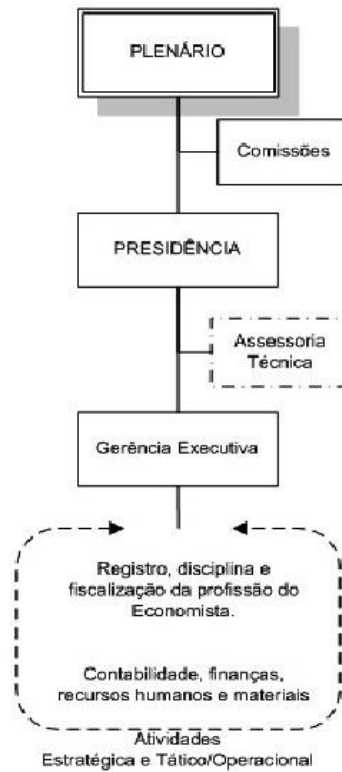 PLENÁRIO
Comissões
PRESIDÊNCIA
Assessoria
Técnica
Gerência Executiva
Registro, disciplina e
fiscalização da profissão do
Economista.
Contabilidade, finanças,
recursos humanos e materiais
Atividades
Estratégica e Tático/Operacional